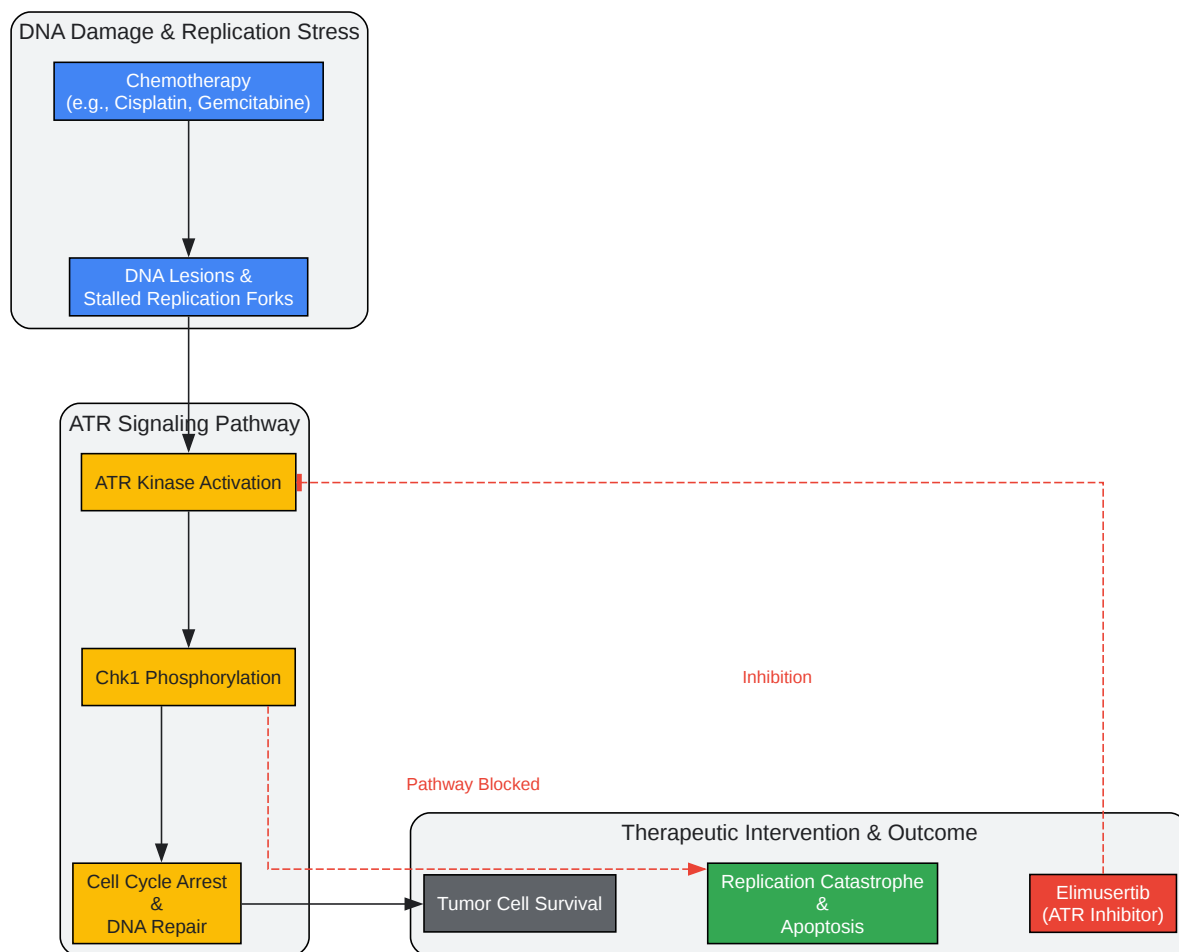 DNA Damage & Replication Stress
Chemotherapy
(e.g., Cisplatin, Gemcitabine)
DNA Lesions &
Stalled Replication Forks
ATR Signaling Pathway
ATR Kinase Activation
Chk1 Phosphorylation
Inhibition
Pathway Blocked
Therapeutic Intervention & Outcome
Cell Cycle Arrest
&
DNA Repair
Tumor Cell Survival
Replication Catastrophe
&
Apoptosis
Elimusertib
(ATR Inhibitor)